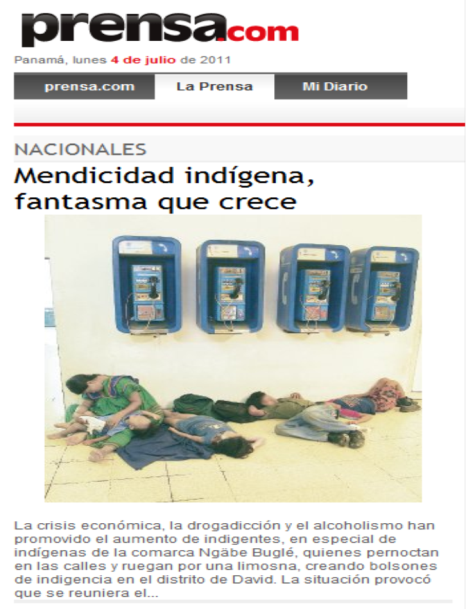 prensa.com
Panamá, lunes 4 de julio de 2011
prensa.com La Prensa Mi Diario
NACIONALES
Mendicidad indígena,
fantasma que crece
La crisis económica, la drogadicción y el alcoholismo han
promovido el aumento de indigentes, en especial de
indígenas de la comarca Ngäbe Buglé, quienes pernoctan
en las calles y ruegan por una limosna, creando bolsones
de indigencia en el distrito de David. La situación provocó
que se reuniera el...